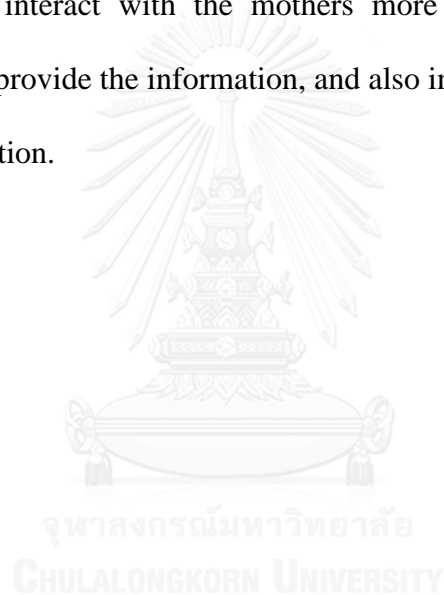 interact with the mothers more
provide the information, and also in
tion.
จุฬาลงกรณ์มหาวิทยาลัย
CHULALONGKORN UNIVERSITY